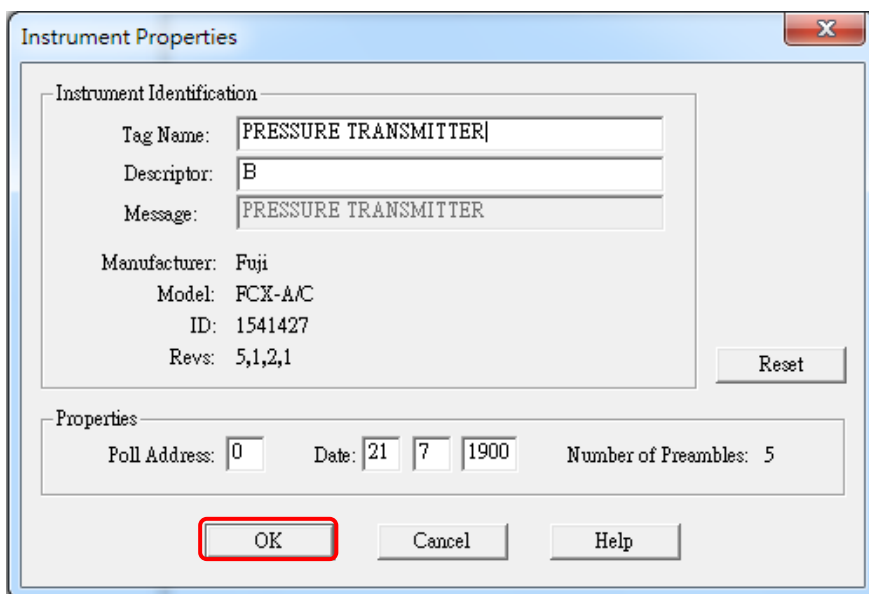 Instrument Properties
Instrument Identification
Tag Name: PRESSURE TRANSMITTER
Descriptor: B
Message: PRESSURE TRANSMITTER
Manufacturer: Fuji
Model: FCX-A/C
ID: 1541427
Revs: 5,1,2,1
Reset
Properties
Poll Address: 0 Date: 21 7 1900 Number of Preambles: 5
OK Cancel Help